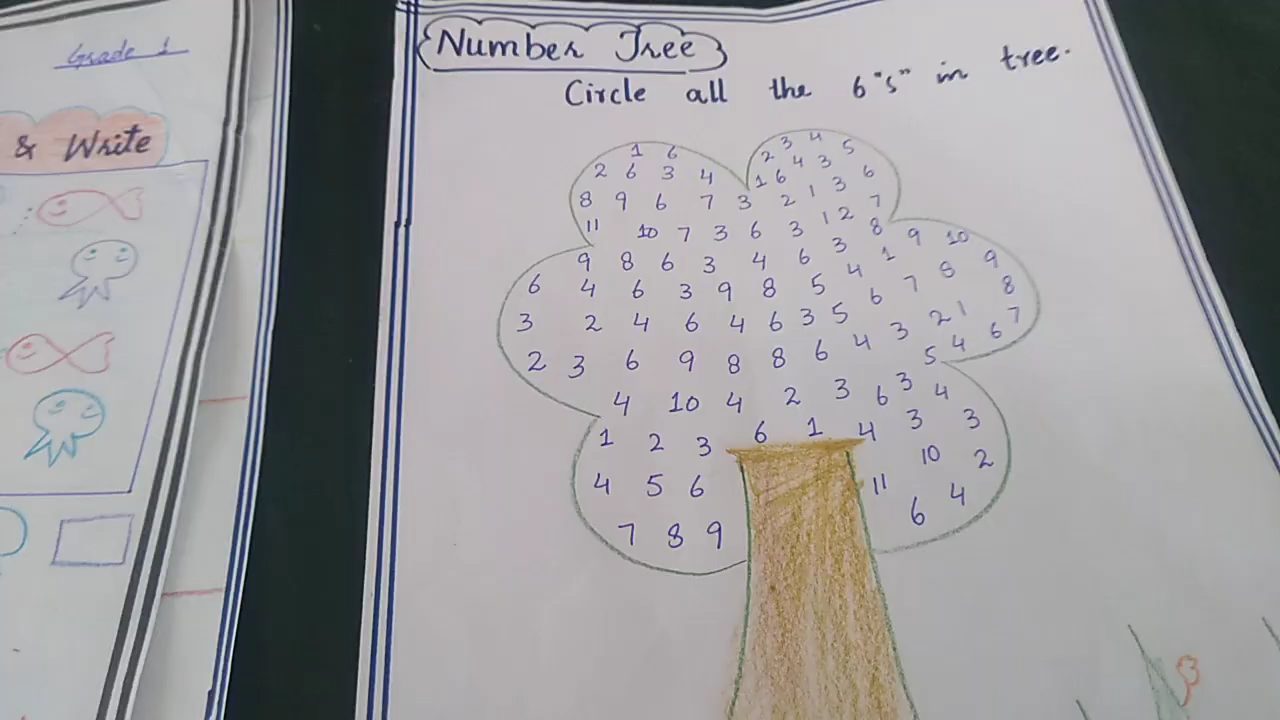 Grade 1
& Write
Number Tree
Circle all the 6"s" in tree.
1 6 2 3 4 5
2 6 3 4 1 6 4 3
8 9 6 7 3 2 1 3 6
11 10 7 3 6 3 1 2 7
9 8 6 3 4 6 3 8 9 10
6 4 6 3 9 8 5 4 1 9
3 2 4 6 4 6 3 5 6 7 8 8
2 3 6 9 8 8 6 4 3 2 1 7
4 10 4 2 3 6 3 5 4 6
1 2 3 6 1 4 3 4
4 5 6 11 10 3
7 8 9 6 4 2